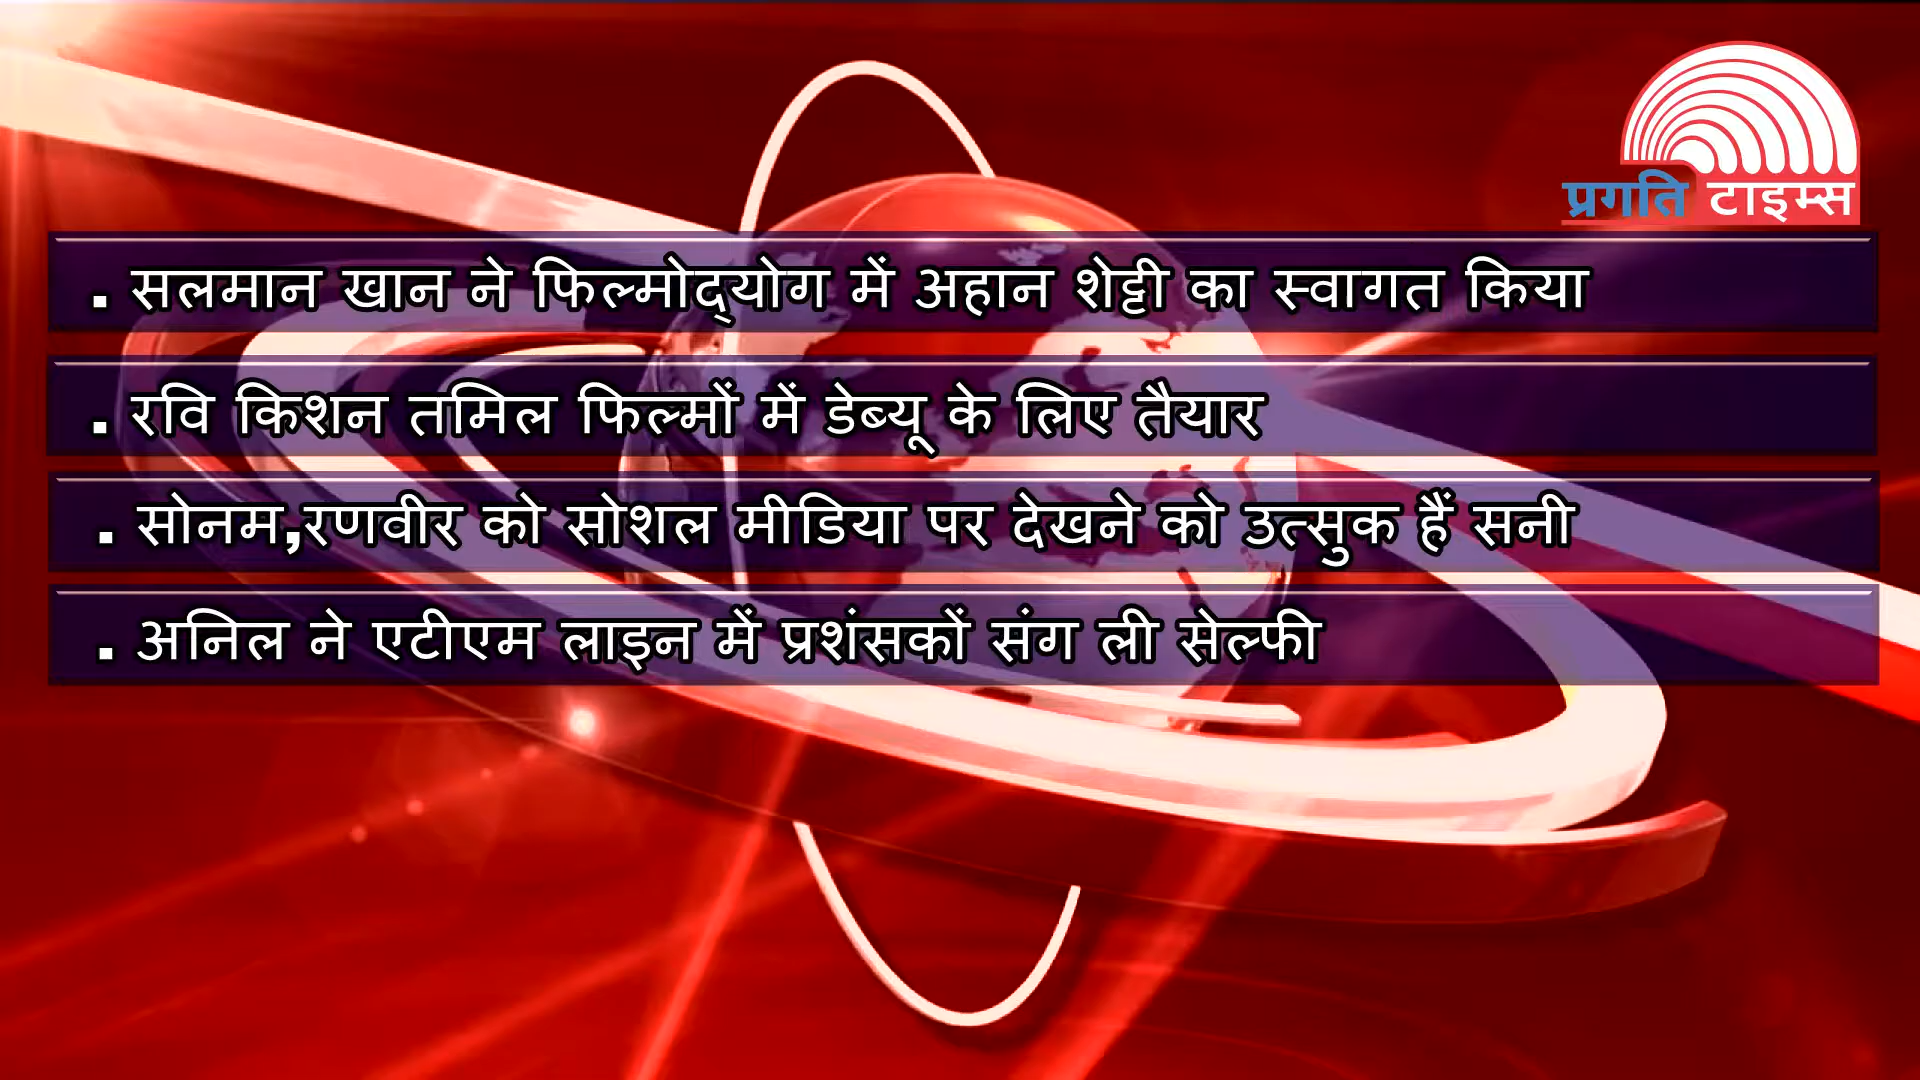 प्रगति टाइम्स
. सलमान खान ने फिल्मोद्‌योग में अहान शेट्टी का स्वागत किया
. रवि किशन तमिल फिल्मों में डेब्यू के लिए तैयार
. सोनम,रणवीर को सोशल मीडिया पर देखने को उत्सुक हैं सनी
. अनिल ने एटीएम लाइन में प्रशंसकों संग ली सेल्फी